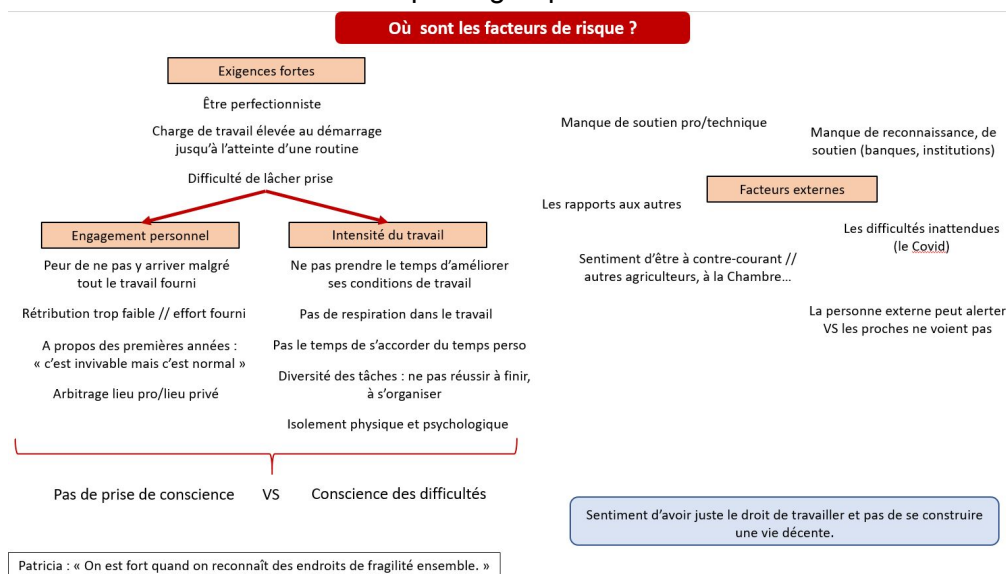 Où sont les facteurs de risque ?
Exigences fortes
Être perfectionniste
Charge de travail élevée au démarrage
jusqu'à l'atteinte d'une routine
Difficulté de lâcher prise
Engagement personnel
Peur de ne pas y arriver malgré
tout le travail fourni
Rétribution trop faible // effort fourni
A propos des premières années :
« c'est invivable mais c'est normal »
Arbitrage lieu pro/lieu privé
Intensité du travail
Ne pas prendre le temps d'améliorer
ses conditions de travail
Pas de respiration dans le travail
Pas le temps de s'accorder du temps perso
Diversité des tâches : ne pas réussir à finir,
à s'organiser
Isolement physique et psychologique
Pas de prise de conscience VS Conscience des difficultés
Patricia : « On est fort quand on reconnaît des endroits de fragilité ensemble. »
Manque de soutien pro/technique
Manque de reconnaissance, de
soutien (banques, institutions)
Facteurs externes
Les rapports aux autres
Les difficultés inattendues
(le Covid)
Sentiment d'être à contre-courant //
autres agriculteurs, à la Chambre…
La personne externe peut alerter
VS les proches ne voient pas
Sentiment d'avoir juste le droit de travailler et pas de se construire
une vie décente.